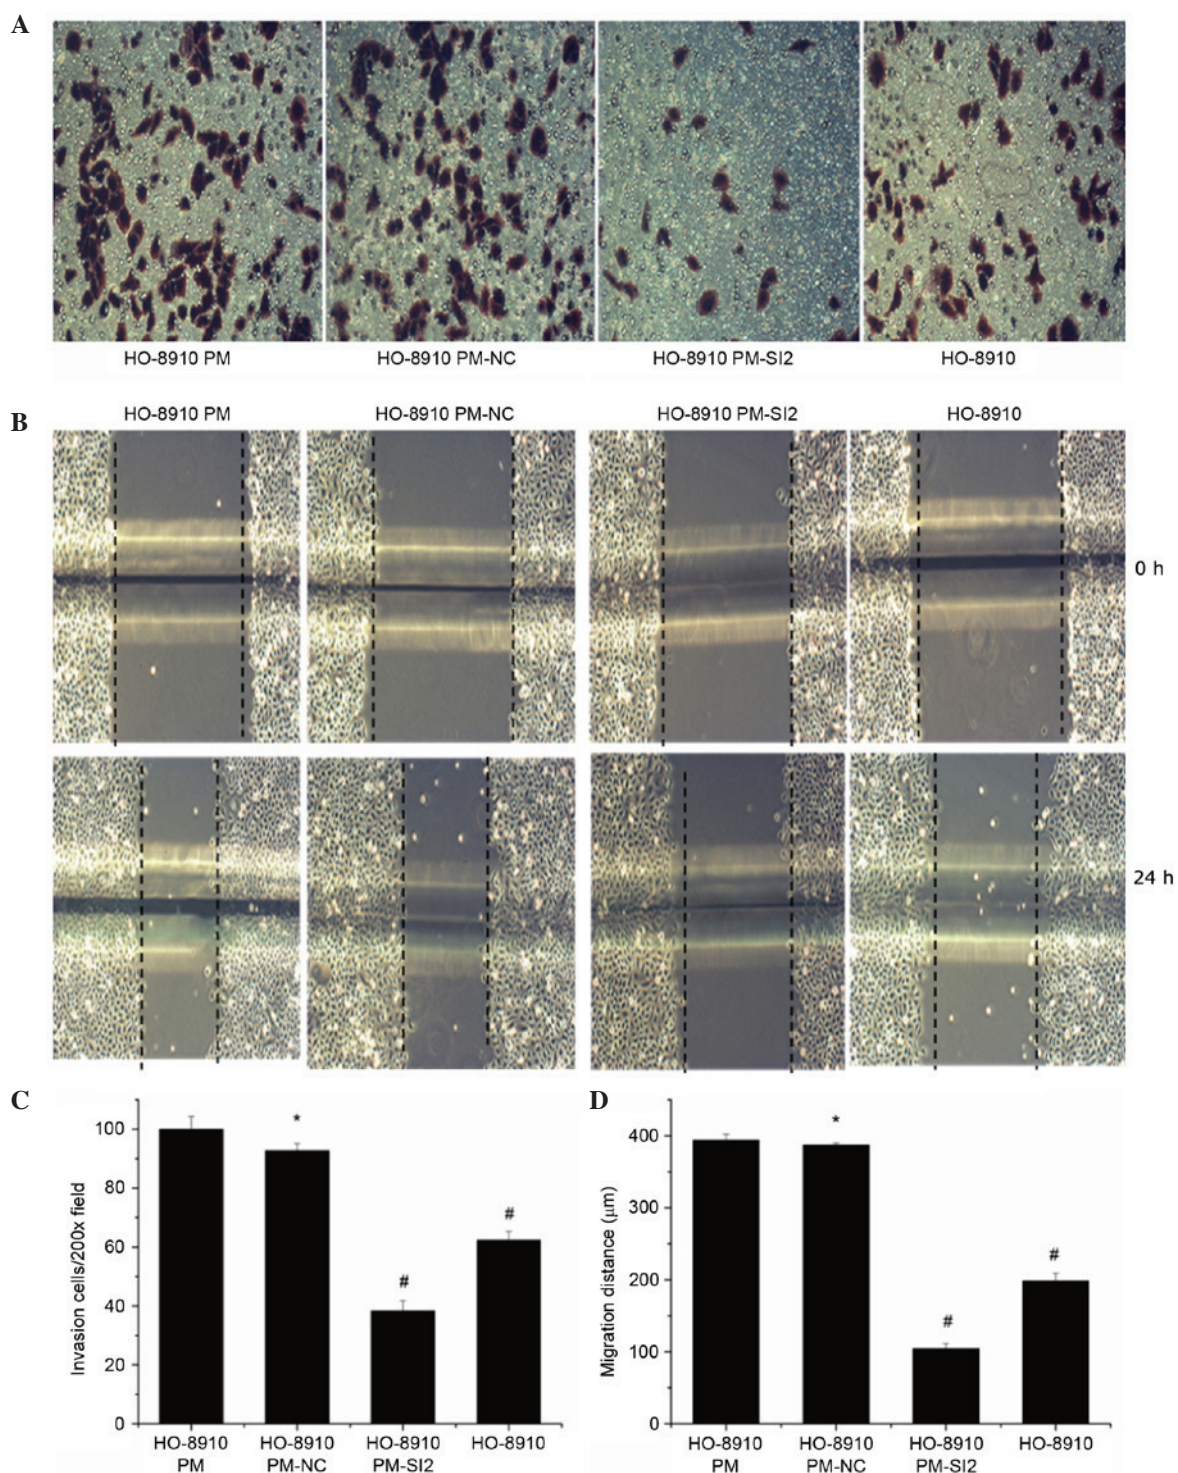 A
HO-8910 PM HO-8910 PM-NC HO-8910 PM-SI2 HO-8910
B
HO-8910 PM HO-8910 PM-NC HO-8910 PM-SI2 HO-8910
0 h
24 h
C
Invasion cells/200x field
100
80
60
40
20
0
*
#
#
HO-8910 HO-8910 HO-8910 HO-8910
PM PM-NC PM-SI2
D
Migration distance (μm)
400
300
200
100
0
*
#
#
HO-8910 HO-8910 HO-8910 HO-8910
PM PM-NC PM-SI2